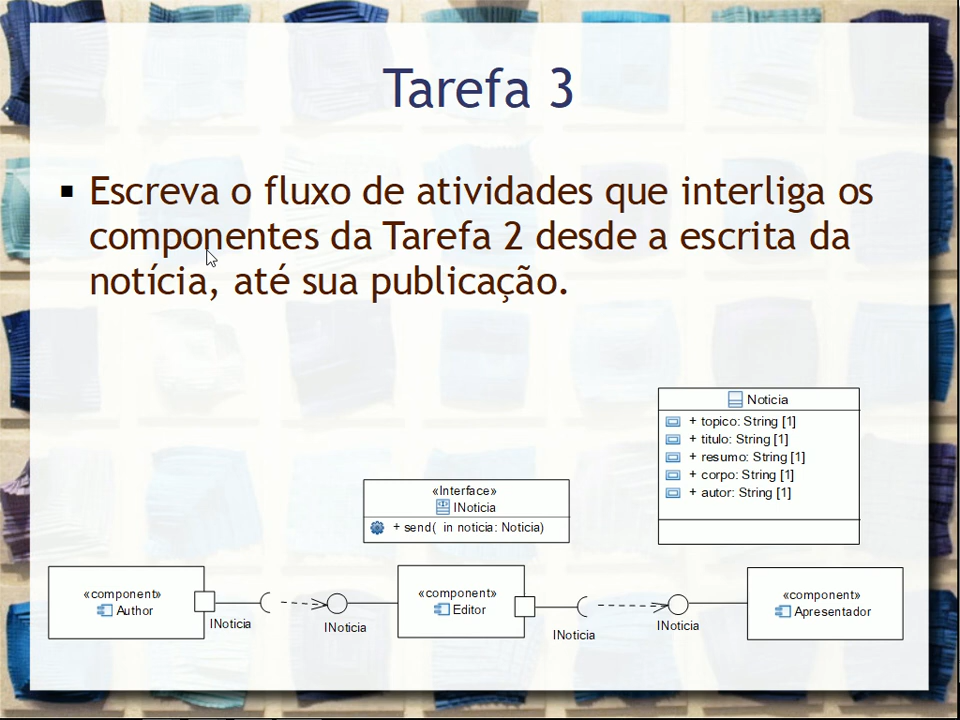 Tarefa 3
▪ Escreva o fluxo de atividades que interliga os
componentes da Tarefa 2 desde a escrita da
notícia, até sua publicação.
Noticia
+ topico: String [1]
+ titulo: String [1]
+ resumo: String [1]
+ corpo: String [1]
+ autor: String [1]
«Interface»
INoticia
+ send( in noticia: Noticia)
«component»
Author
INoticia
INoticia
«component»
Editor
INoticia
INoticia
«component»
Apresentador